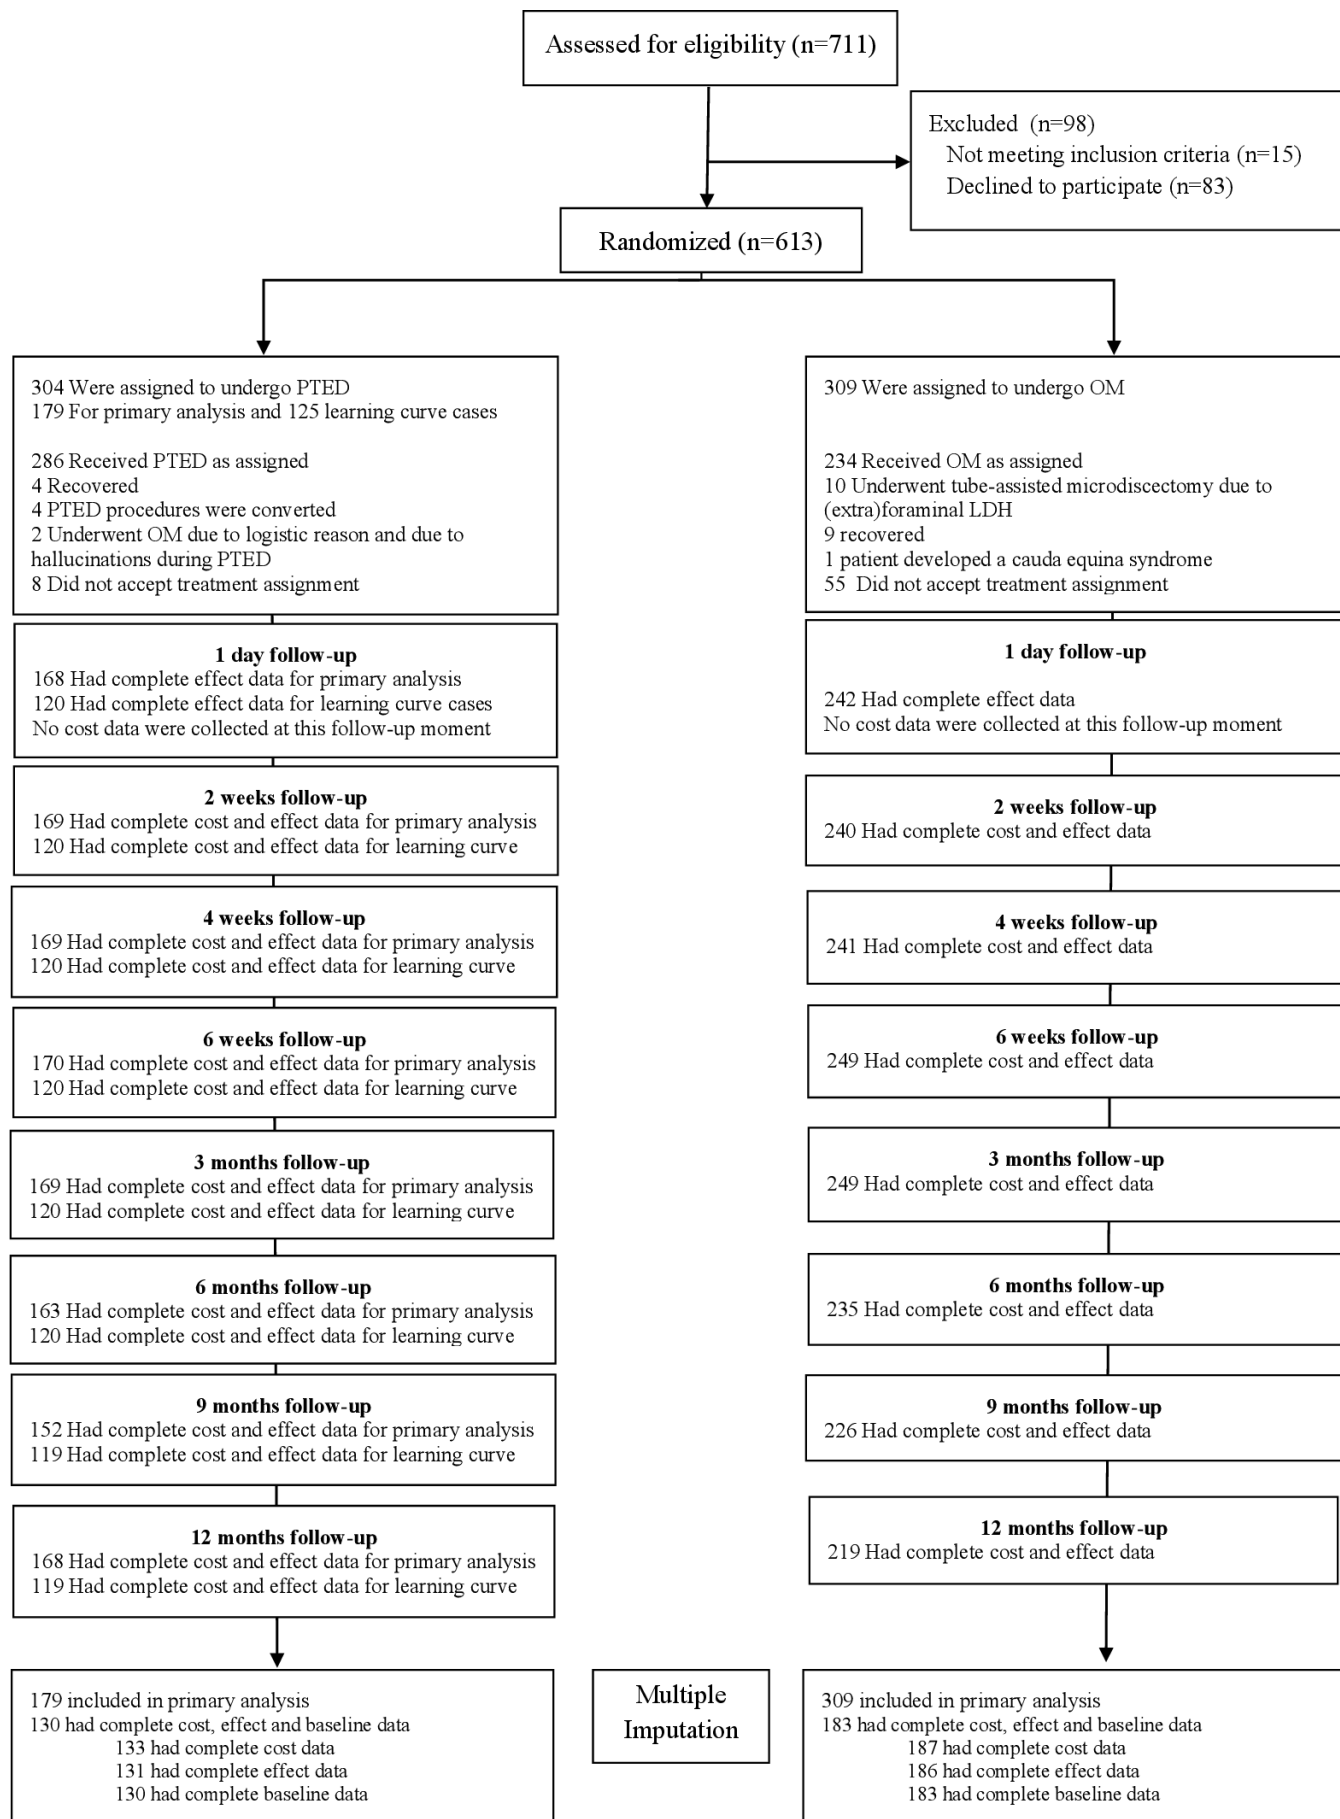 Assessed for eligibility (n=711)
Excluded (n=98)
Not meeting inclusion criteria (n=15)
Declined to participate (n=83)
Randomized (n=613)
304 Were assigned to undergo PTED
179 For primary analysis and 125 learning curve cases
286 Received PTED as assigned
4 Recovered
4 PTED procedures were converted
2 Underwent OM due to logistic reason and due to
hallucinations during PTED
8 Did not accept treatment assignment
309 Were assigned to undergo OM
234 Received OM as assigned
10 Underwent tube-assisted microdiscectomy due to
(extra)foraminal LDH
9 recovered
1 patient developed a cauda equina syndrome
55 Did not accept treatment assignment
1 day follow-up
168 Had complete effect data for primary analysis
120 Had complete effect data for learning curve cases
No cost data were collected at this follow-up moment
1 day follow-up
242 Had complete effect data
No cost data were collected at this follow-up moment
2 weeks follow-up
169 Had complete cost and effect data for primary analysis
120 Had complete cost and effect data for learning curve
2 weeks follow-up
240 Had complete cost and effect data
4 weeks follow-up
169 Had complete cost and effect data for primary analysis
120 Had complete cost and effect data for learning curve
4 weeks follow-up
241 Had complete cost and effect data
6 weeks follow-up
170 Had complete cost and effect data for primary analysis
120 Had complete cost and effect data for learning curve
6 weeks follow-up
249 Had complete cost and effect data
3 months follow-up
169 Had complete cost and effect data for primary analysis
120 Had complete cost and effect data for learning curve
3 months follow-up
249 Had complete cost and effect data
6 months follow-up
163 Had complete cost and effect data for primary analysis
120 Had complete cost and effect data for learning curve
6 months follow-up
235 Had complete cost and effect data
9 months follow-up
152 Had complete cost and effect data for primary analysis
119 Had complete cost and effect data for learning curve
9 months follow-up
226 Had complete cost and effect data
12 months follow-up
168 Had complete cost and effect data for primary analysis
119 Had complete cost and effect data for learning curve
12 months follow-up
219 Had complete cost and effect data
179 included in primary analysis
130 had complete cost, effect and baseline data
133 had complete cost data
131 had complete effect data
130 had complete baseline data
Multiple
Imputation
309 included in primary analysis
183 had complete cost, effect and baseline data
187 had complete cost data
186 had complete effect data
183 had complete baseline data